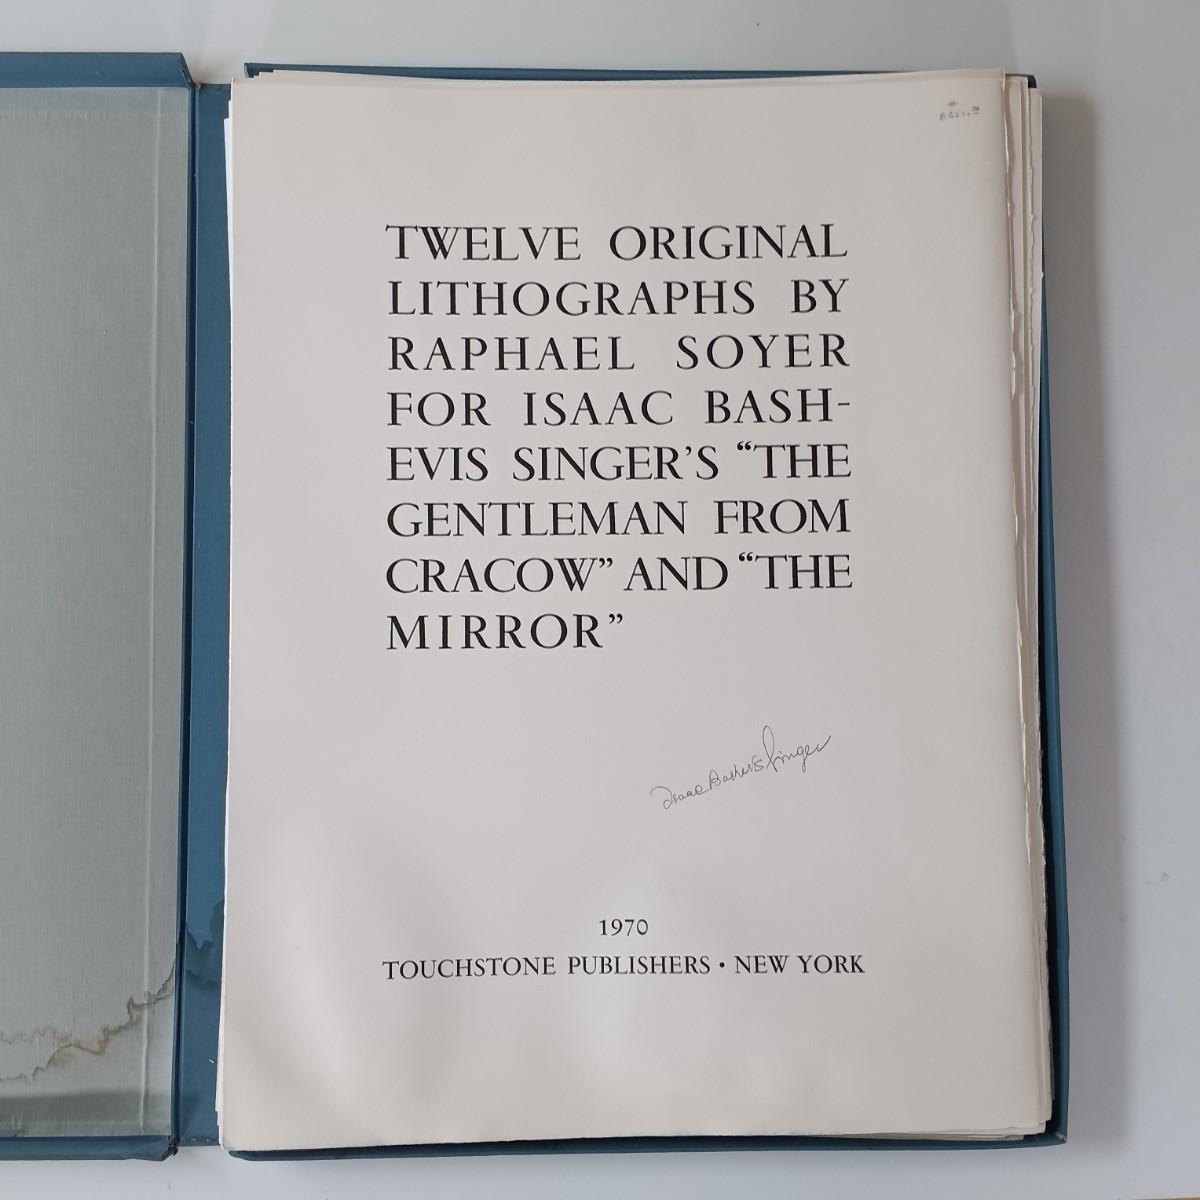 TWELVE ORIGINAL
LITHOGRAPHS BY
RAPHAEL SOYER
FOR ISAAC BASH-
EVIS SINGER'S “THE
GENTLEMAN FROM
CRACOW” AND “THE
MIRROR”
Isaac Bashevis Singer
1970
TOUCHSTONE PUBLISHERS • NEW YORK